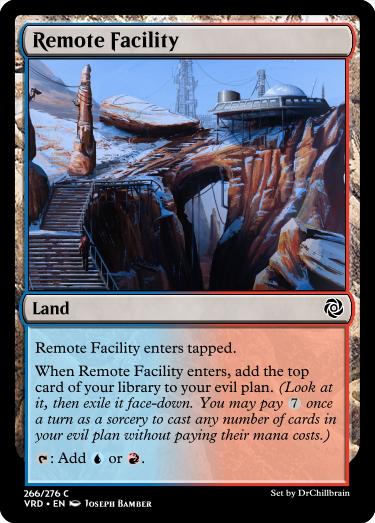 Remote Facility
Land
Remote Facility enters tapped.
When Remote Facility enters, add the top
card of your library to your evil plan. (Look at
it, then exile it face-down. You may pay 7 once
a turn as a sorcery to cast any number of cards in
your evil plan without paying their mana costs.)
: Add or .
266/276 C
VRD • EN Joseph Bamber
Set by DrChillbrain